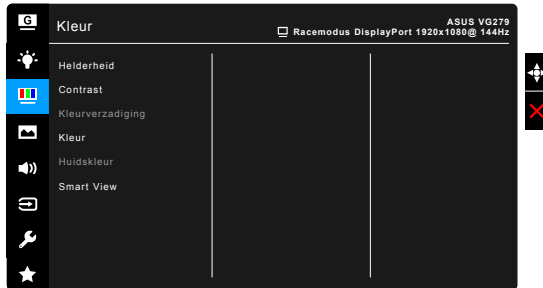 G
Kleur
ASUS VG279
Racemodus DisplayPort 1920x1080@ 144Hz
Helderheid
Contrast
Kleurverzadiging
Kleur
Huidskleur
Smart View